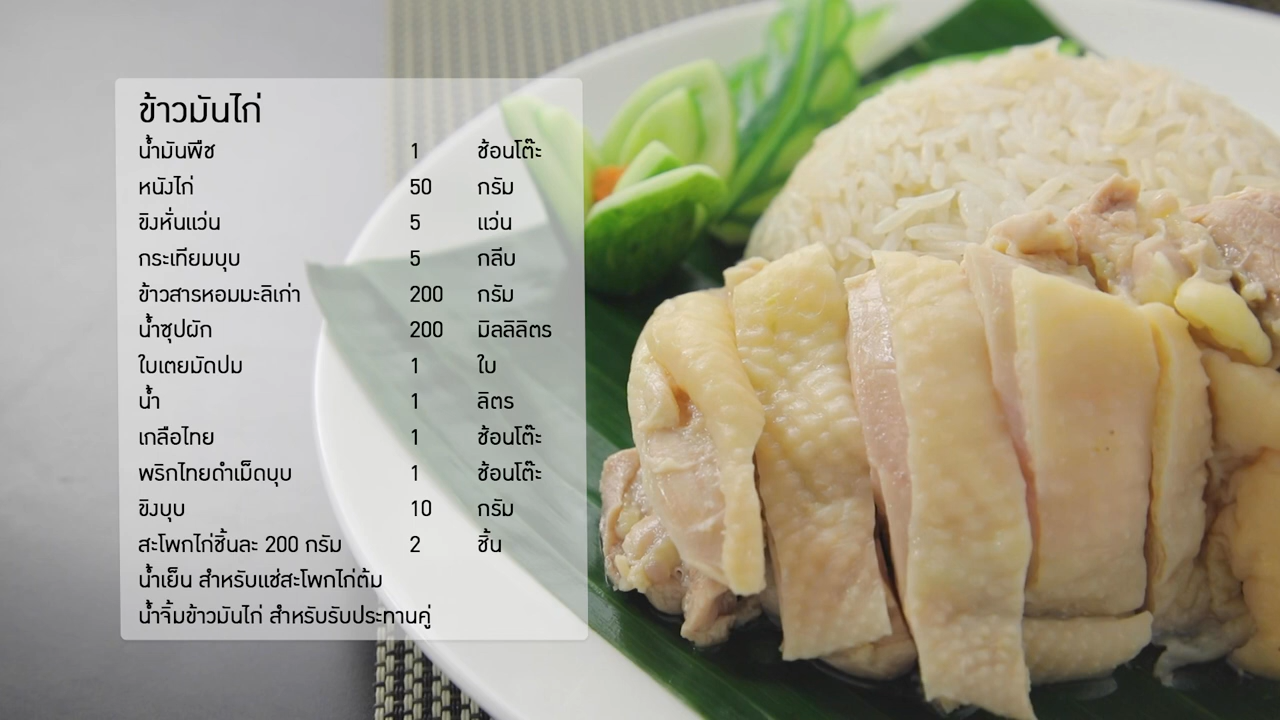 ข้าวมันไก่
น้ำมันพืช 1 ช้อนโต๊ะ
หนังไก่ 50 กรัม
ขิงหั่นแว่น 5 แว่น
กระเทียมบุบ 5 กลีบ
ข้าวสารหอมมะลิเก่า 200 กรัม
น้ำซุปผัก 200 มิลลิลิตร
ใบเตยมัดปม 1 ใบ
น้ำ 1 ลิตร
เกลือไทย 1 ช้อนโต๊ะ
พริกไทยดำเม็ดบุบ 1 ช้อนโต๊ะ
ขิงบุบ 10 กรัม
สะโพกไก่ชิ้นละ 200 กรัม 2 ชิ้น
น้ำเย็น สำหรับแช่สะโพกไก่ต้ม
น้ำจิ้มข้าวมันไก่ สำหรับรับประทานคู่